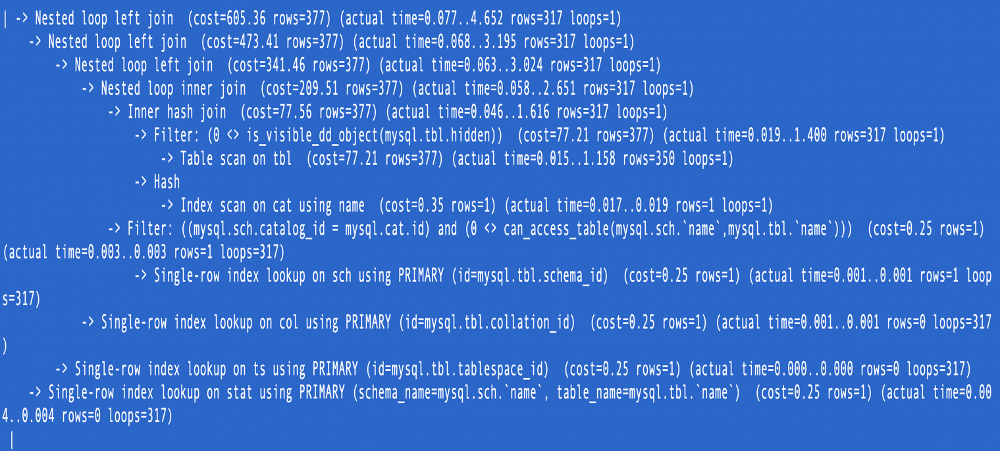 | -> Nested loop left join  (cost=605.36 rows=377) (actual time=0.077..4.652 rows=317 loops=1)
    -> Nested loop left join  (cost=473.41 rows=377) (actual time=0.068..3.195 rows=317 loops=1)
        -> Nested loop left join  (cost=341.46 rows=377) (actual time=0.063..3.024 rows=317 loops=1)
            -> Nested loop inner join  (cost=209.51 rows=377) (actual time=0.058..2.651 rows=317 loops=1)
                -> Inner hash join  (cost=77.56 rows=377) (actual time=0.046..1.616 rows=317 loops=1)
                    -> Filter: (0 <> is_visible_dd_object(mysql.tbl.hidden))  (cost=77.21 rows=377) (actual time=0.019..1.400 rows=317 loops=1)
                        -> Table scan on tbl  (cost=77.21 rows=377) (actual time=0.015..1.158 rows=350 loops=1)
                    -> Hash
                        -> Index scan on cat using name  (cost=0.35 rows=1) (actual time=0.017..0.019 rows=1 loops=1)
                -> Filter: ((mysql.sch.catalog_id = mysql.cat.id) and (0 <> can_access_table(mysql.sch.`name`,mysql.tbl.`name`)))  (cost=0.25 rows=1)
(actual time=0.003..0.003 rows=1 loops=317)
                    -> Single-row index lookup on sch using PRIMARY (id=mysql.tbl.schema_id)  (cost=0.25 rows=1) (actual time=0.001..0.001 rows=1 loop
s=317)
            -> Single-row index lookup on col using PRIMARY (id=mysql.tbl.collation_id)  (cost=0.25 rows=1) (actual time=0.001..0.001 rows=0 loops=317
)
        -> Single-row index lookup on ts using PRIMARY (id=mysql.tbl.tablespace_id)  (cost=0.25 rows=1) (actual time=0.000..0.000 rows=0 loops=317)
    -> Single-row index lookup on stat using PRIMARY (schema_name=mysql.sch.`name`, table_name=mysql.tbl.`name`)  (cost=0.25 rows=1) (actual time=0.00
4..0.004 rows=0 loops=317)
 |